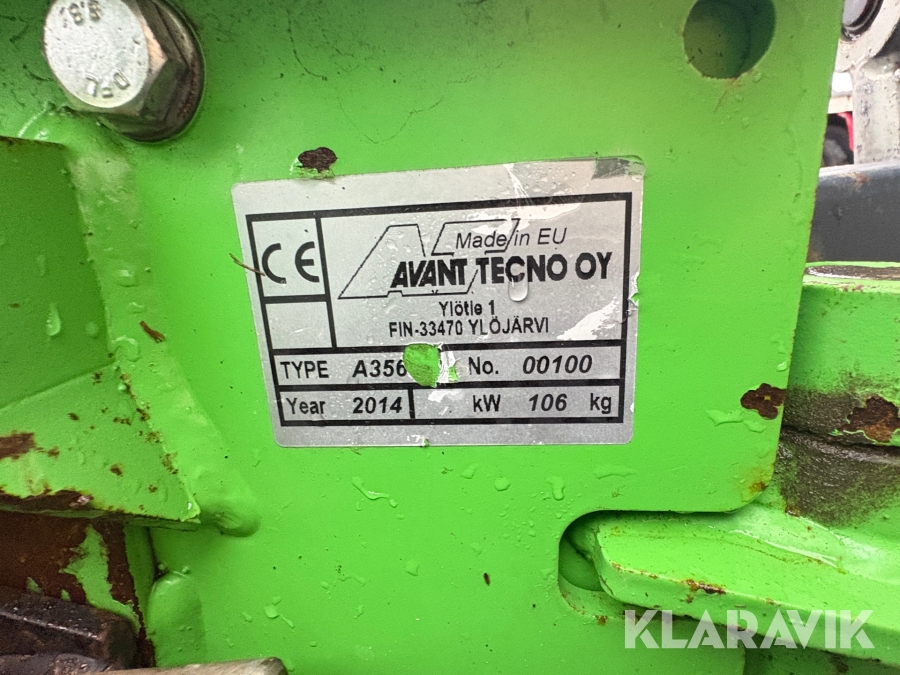 8.8
CE
Made in EU
AVANT TECNO OY
Ylötie 1
FIN-33470 YLÖJÄRVI
TYPE A356 No. 00100
Year 2014 kW 106 kg
KLARAVIK